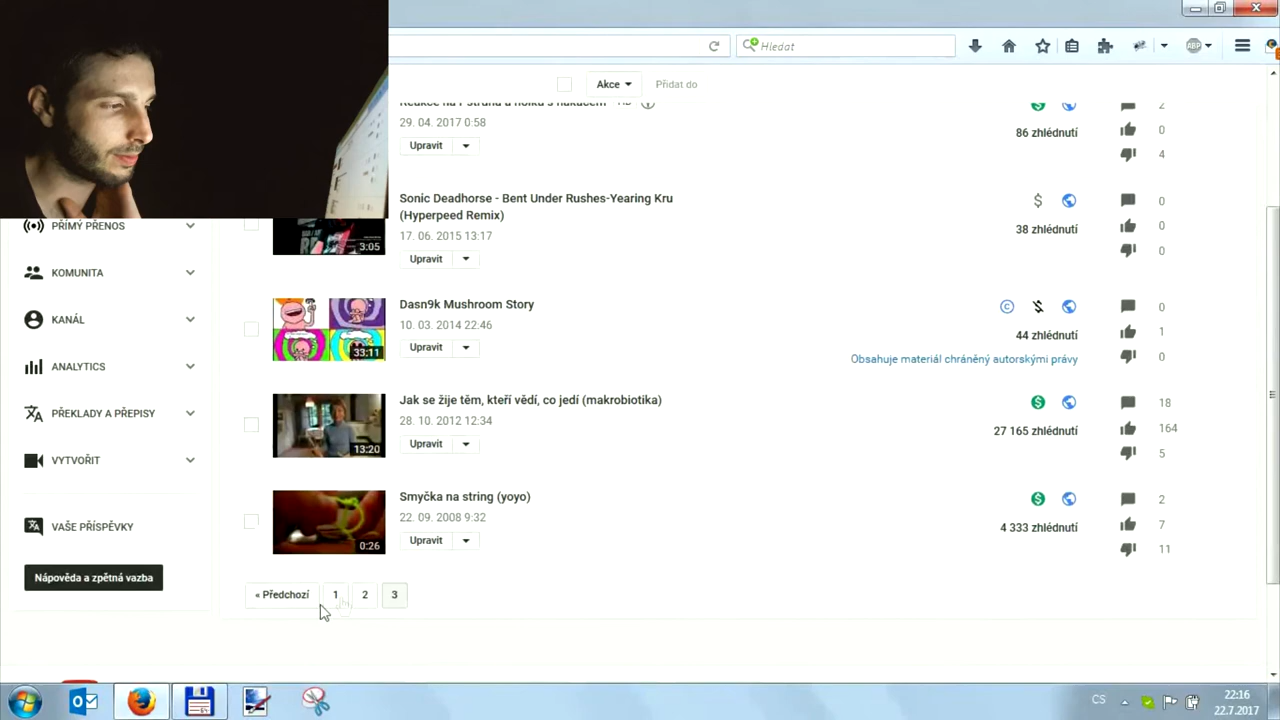 Hledat
Akce
Přidat do
2
29. 04. 2017 0:58
86 zhlédnutí
0
Upravit
4
Sonic Deadhorse - Bent Under Rushes-Yearing Kru
(Hyperpeed Remix)
0
PŘÍMÝ PŘENOS
38 zhlédnutí
0
17. 06. 2015 13:17
3:05
Upravit
0
KOMUNITA
Dasn9k Mushroom Story
0
KANÁL
10. 03. 2014 22:46
44 zhlédnutí
1
33:11
Upravit
Obsahuje materiál chráněný autorskými právy
0
ANALYTICS
Jak se žije těm, kteří vědí, co jedí (makrobiotika)
18
PŘEKLADY A PŘEPISY
28. 10. 2012 12:34
27 165 zhlédnutí
164
13:20
Upravit
5
VYTVOŘIT
Smyčka na string (yoyo)
2
VAŠE PŘÍSPĚVKY
22. 09. 2008 9:32
4 333 zhlédnutí
7
0:26
Upravit
11
Nápověda a zpětná vazba
« Předchozí 1 2 3
CS
22:16
22.7.2017